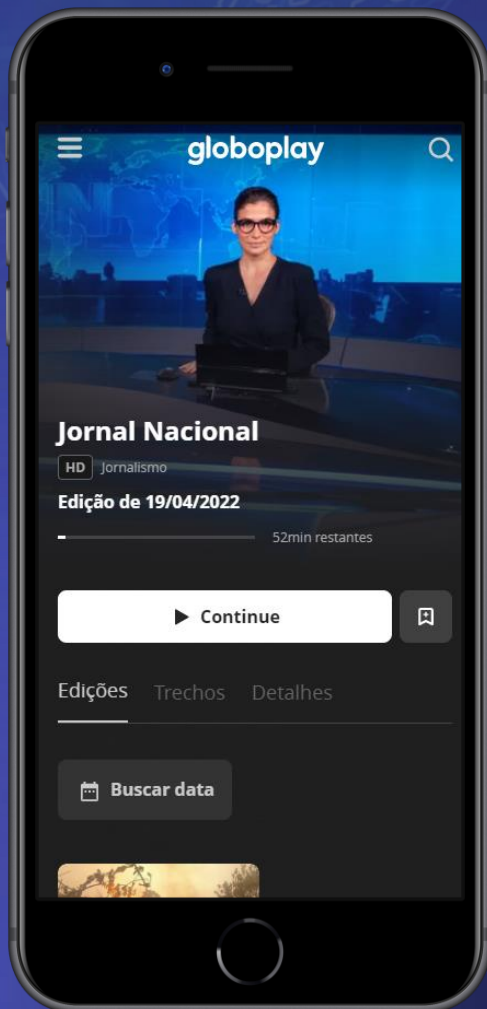 globoplay
Jornal Nacional
HD Jornalismo
Edição de 19/04/2022
52min restantes
Continue
Edições Trechos Detalhes
Buscar data